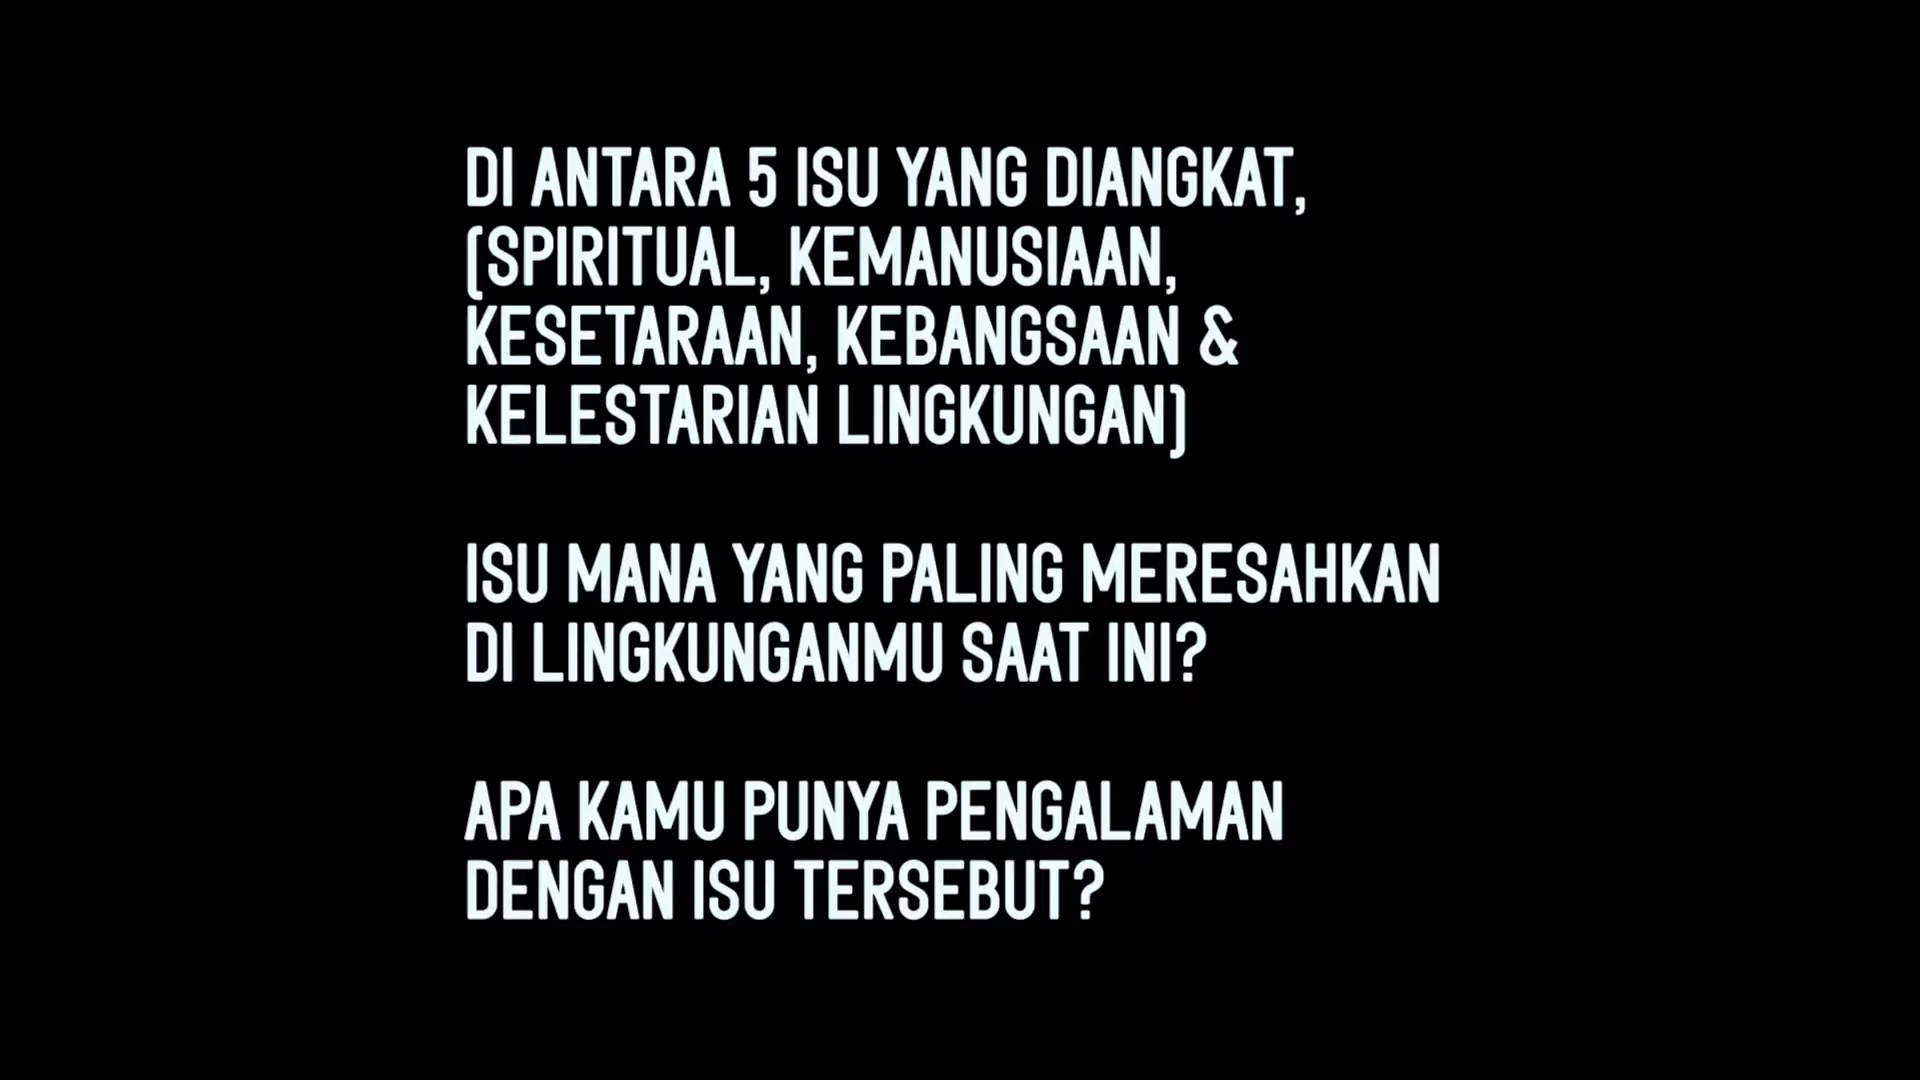 DI ANTARA 5 ISU YANG DIANGKAT,
(SPIRITUAL, KEMANUSIAAN,
KESETARAAN, KEBANGSAAN &
KELESTARIAN LINGKUNGAN)
ISU MANA YANG PALING MERESAHKAN
DI LINGKUNGANMU SAAT INI?
APA KAMU PUNYA PENGALAMAN
DENGAN ISU TERSEBUT?